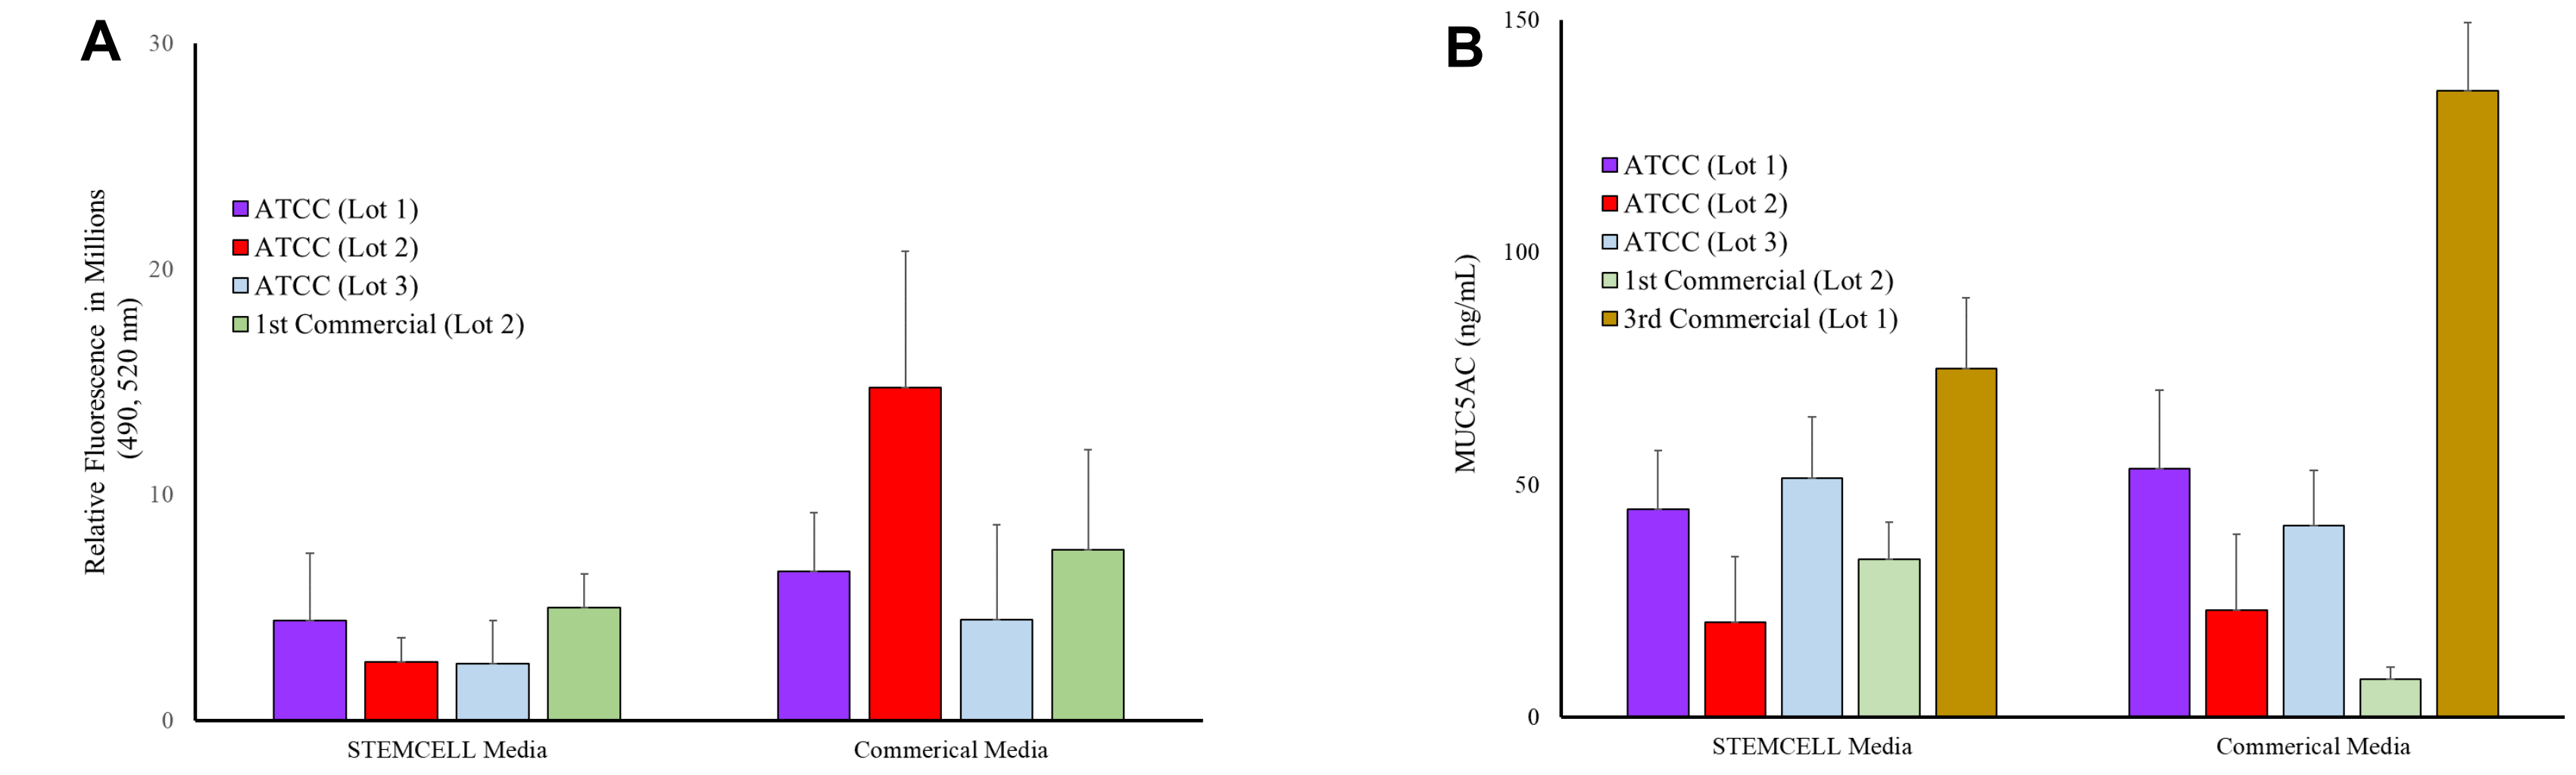 A
30
20
10
0
Relative Fluorescence in Millions
(490, 520 nm)
ATCC (Lot 1)
ATCC (Lot 2)
ATCC (Lot 3)
1st Commercial (Lot 2)
STEMCELL Media
Commerical Media
B
150
100
50
0
MUC5AC (ng/mL)
ATCC (Lot 1)
ATCC (Lot 2)
ATCC (Lot 3)
1st Commercial (Lot 2)
3rd Commercial (Lot 1)
STEMCELL Media
Commerical Media